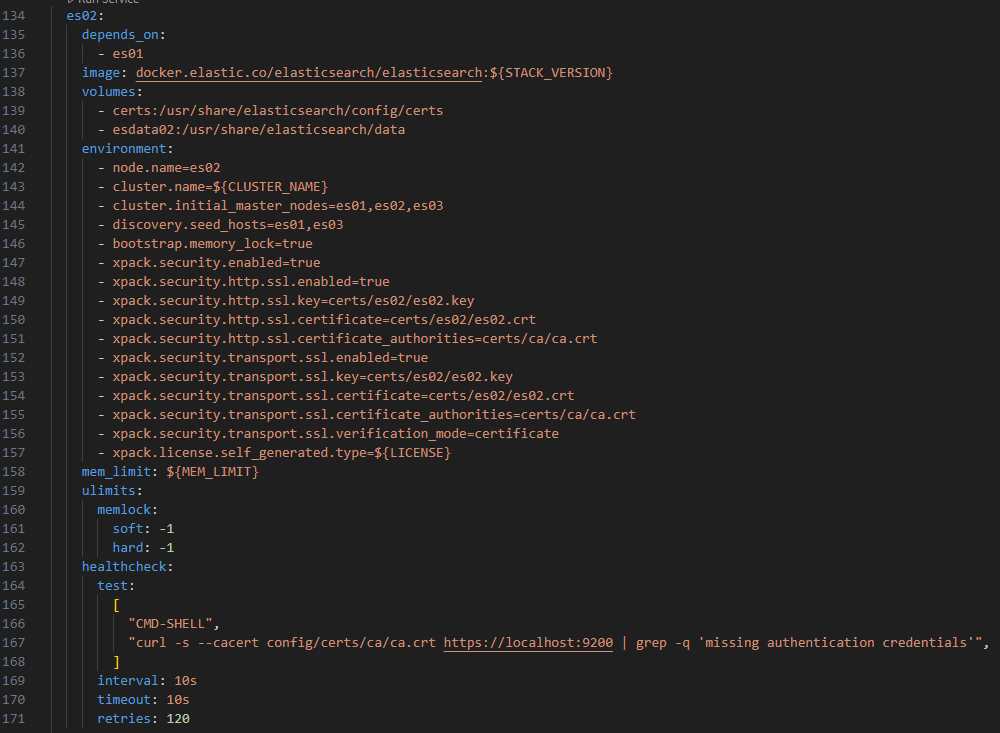 Run Service
134 es02:
135 depends_on:
136 - es01
137 image: docker.elastic.co/elasticsearch/elasticsearch:${STACK_VERSION}
138 volumes:
139 - certs:/usr/share/elasticsearch/config/certs
140 - esdata02:/usr/share/elasticsearch/data
141 environment:
142 - node.name=es02
143 - cluster.name=${CLUSTER_NAME}
144 - cluster.initial_master_nodes=es01,es02,es03
145 - discovery.seed_hosts=es01,es03
146 - bootstrap.memory_lock=true
147 - xpack.security.enabled=true
148 - xpack.security.http.ssl.enabled=true
149 - xpack.security.http.ssl.key=certs/es02/es02.key
150 - xpack.security.http.ssl.certificate=certs/es02/es02.crt
151 - xpack.security.http.ssl.certificate_authorities=certs/ca/ca.crt
152 - xpack.security.transport.ssl.enabled=true
153 - xpack.security.transport.ssl.key=certs/es02/es02.key
154 - xpack.security.transport.ssl.certificate=certs/es02/es02.crt
155 - xpack.security.transport.ssl.certificate_authorities=certs/ca/ca.crt
156 - xpack.security.transport.ssl.verification_mode=certificate
157 - xpack.license.self_generated.type=${LICENSE}
158 mem_limit: ${MEM_LIMIT}
159 ulimits:
160 memlock:
161 soft: -1
162 hard: -1
163 healthcheck:
164 test:
165 [
166 "CMD-SHELL",
167 "curl -s --cacert config/certs/ca/ca.crt https://localhost:9200 | grep -q 'missing authentication credentials'",
168 ]
169 interval: 10s
170 timeout: 10s
171 retries: 120